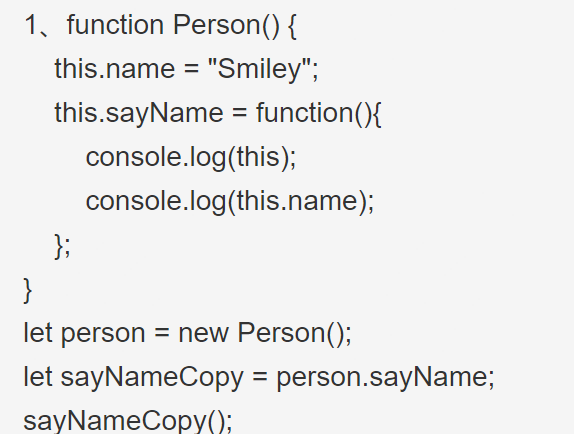 1、function Person() {
this.name = "Smiley";
this.sayName = function(){
console.log(this);
console.log(this.name);
};
}
let person = new Person();
let sayNameCopy = person.sayName;
sayNameCopy();